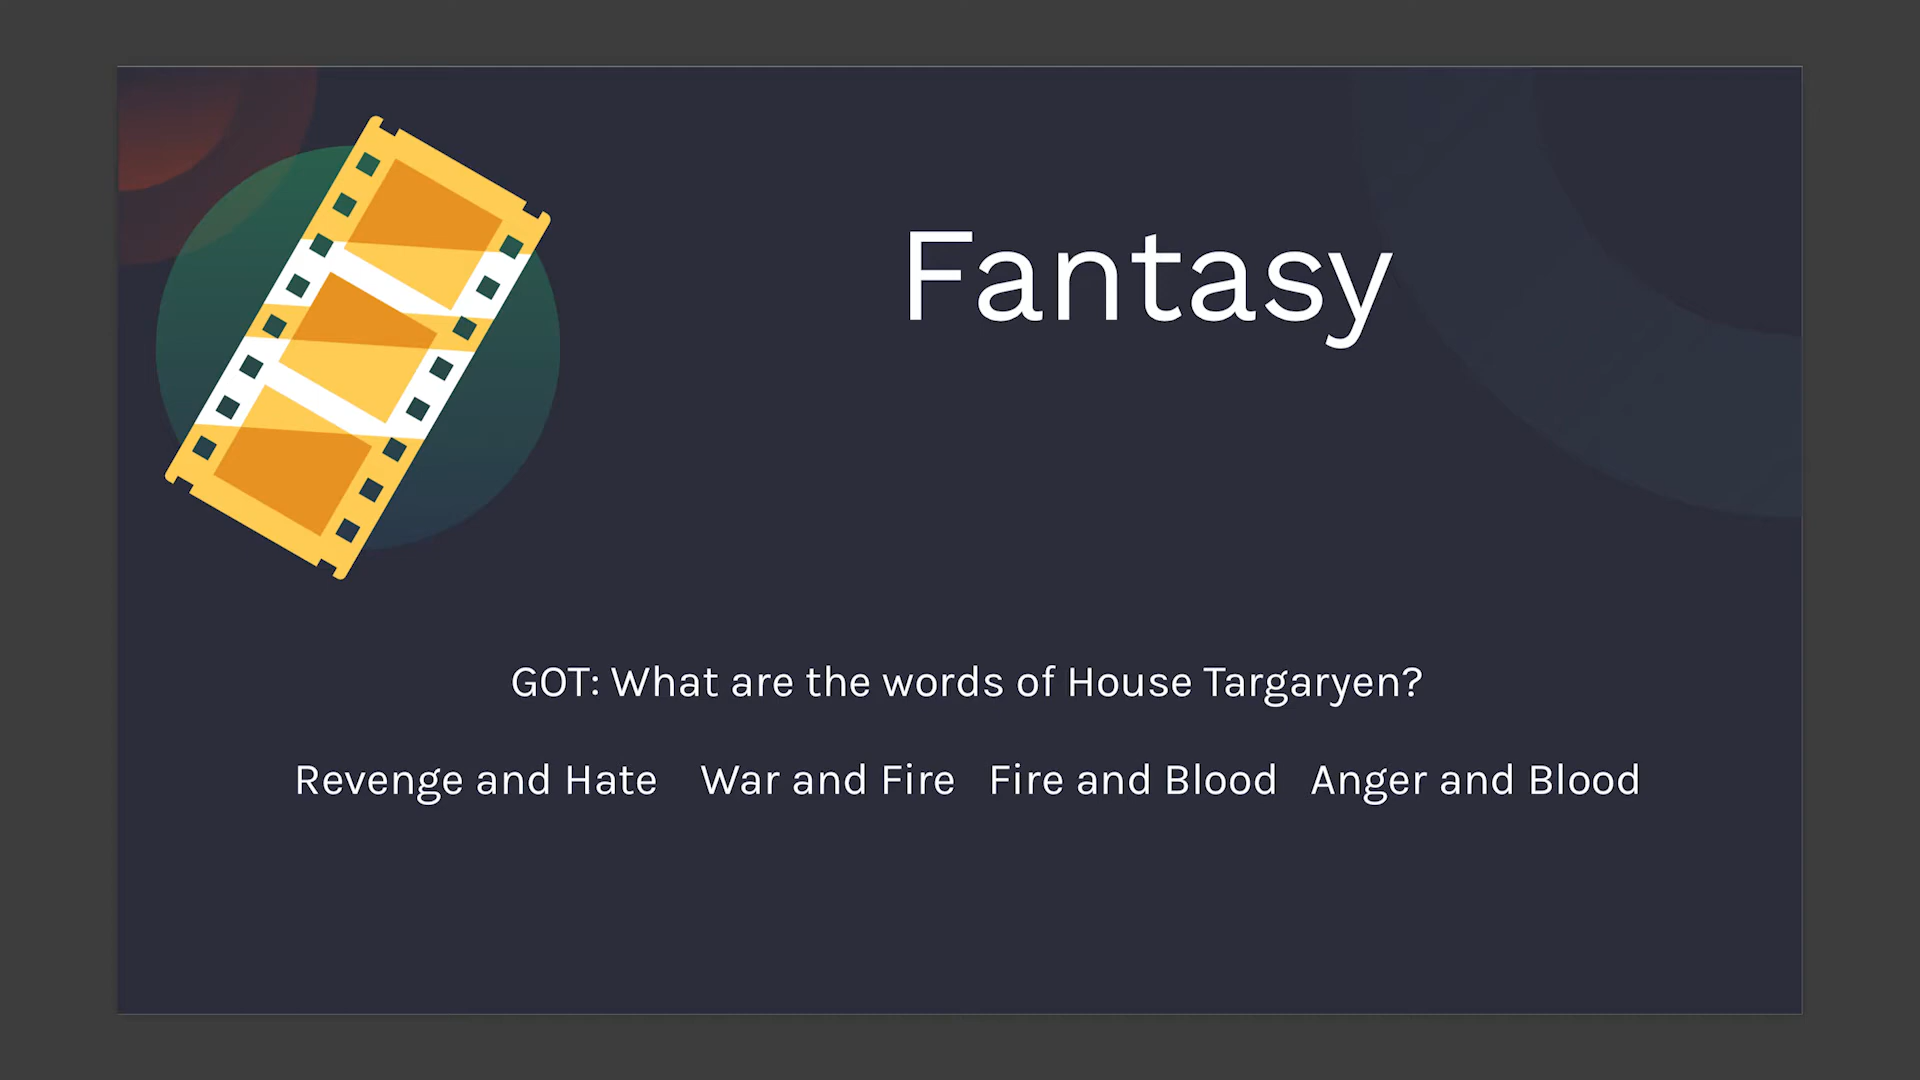 Fantasy
GOT: What are the words of House Targaryen?
Revenge and Hate War and Fire Fire and Blood Anger and Blood